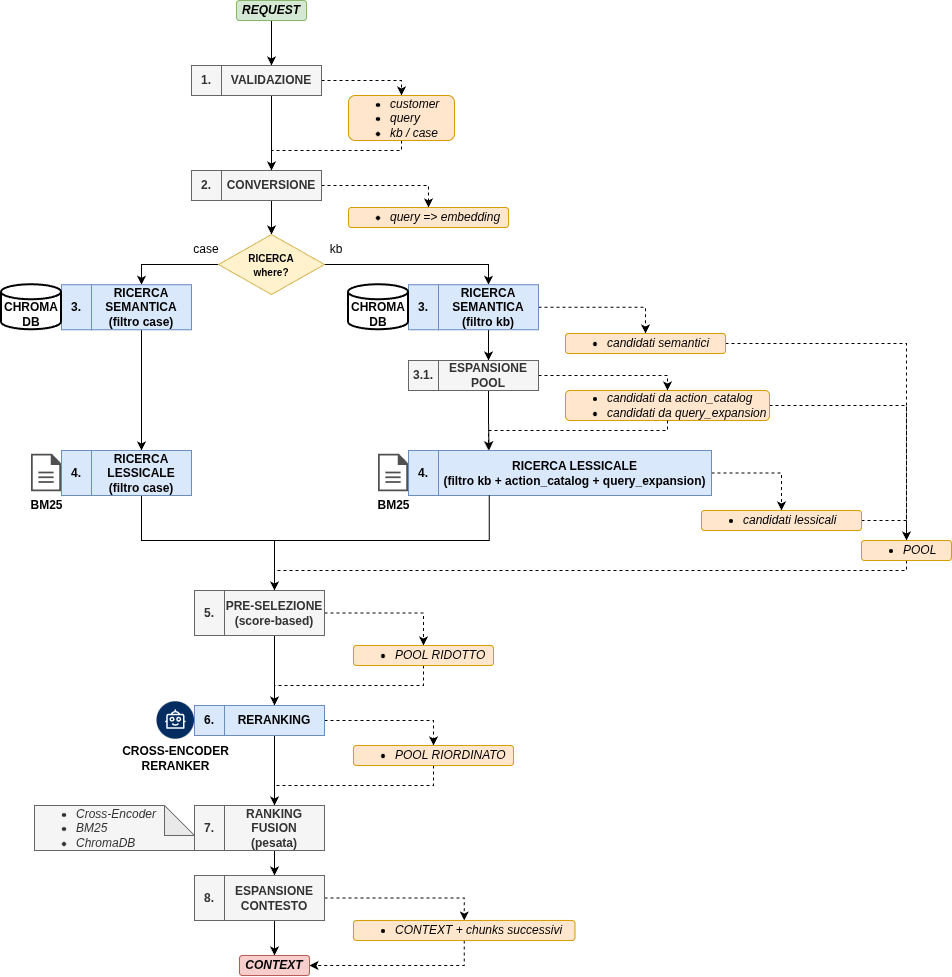 REQUEST
1. VALIDAZIONE
• customer
• query
• kb / case
2. CONVERSIONE
• query => embedding
case
RICERCA
where?
kb
CHROMA
DB
3.
RICERCA
SEMANTICA
(filtro case)
CHROMA
DB
3.
RICERCA
SEMANTICA
(filtro kb)
• candidati semantici
3.1.
ESPANSIONE
POOL
• candidati da action_catalog
• candidati da query_expansion
BM25
4.
RICERCA
LESSICALE
(filtro case)
BM25
4.
RICERCA LESSICALE
(filtro kb + action_catalog + query_expansion)
• candidati lessicali
• POOL
5.
PRE-SELEZIONE
(score-based)
• POOL RIDOTTO
6. RERANKING
CROSS-ENCODER
RERANKER
• POOL RIORDINATO
• Cross-Encoder
• BM25
• ChromaDB
7.
RANKING
FUSION
(pesata)
8.
ESPANSIONE
CONTESTO
• CONTEXT + chunks successivi
CONTEXT